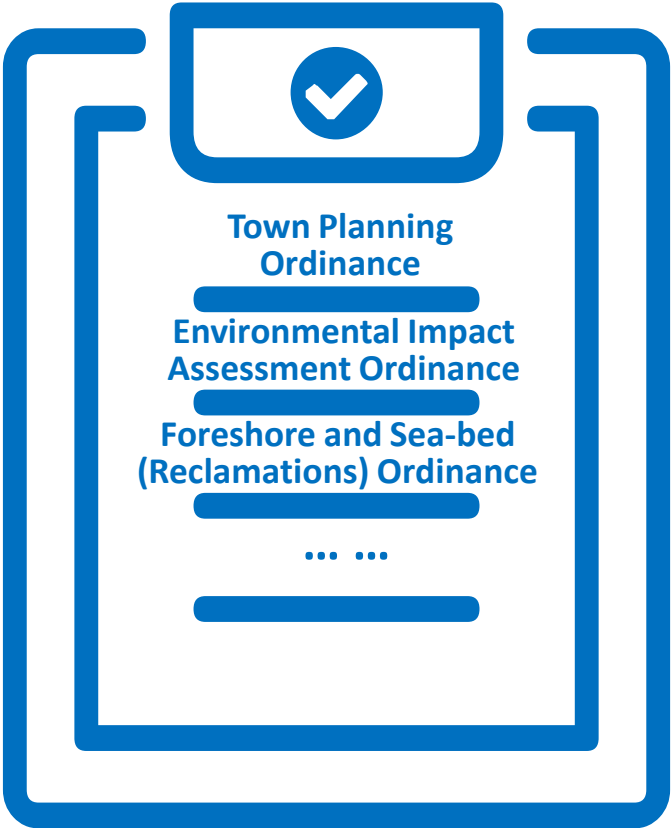 Town Planning
Ordinance
Environmental Impact
Assessment Ordinance
Foreshore and Sea-bed
(Reclamations) Ordinance
... ...